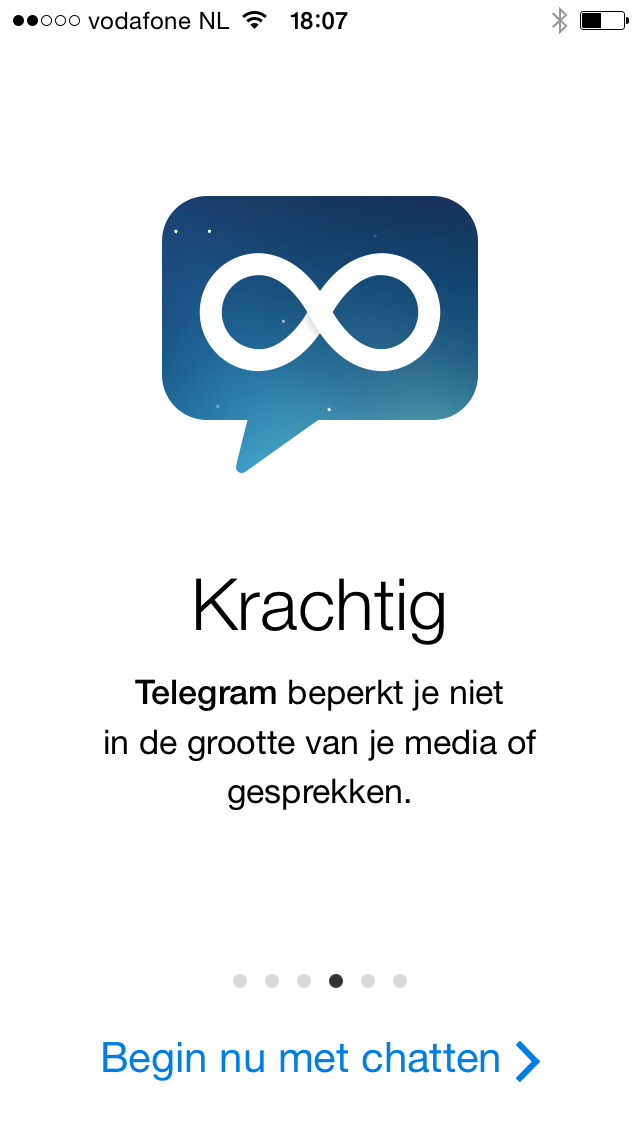 vodafone NL 18:07
Krachtig
Telegram beperkt je niet
in de grootte van je media of
gesprekken.
Begin nu met chatten